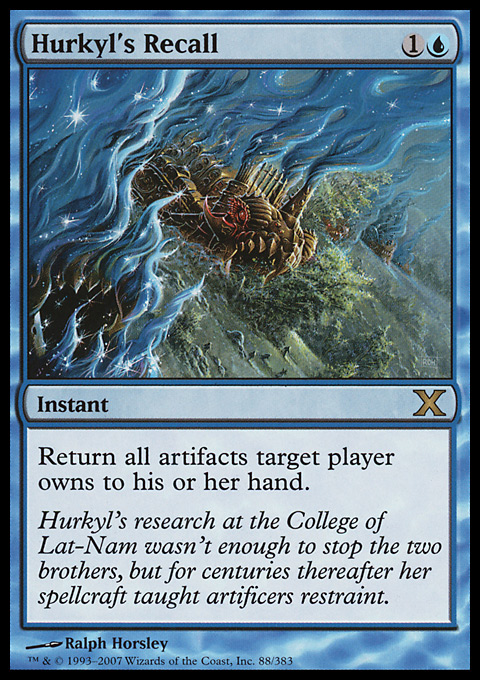 Hurkyl's Recall 1
Instant X
Return all artifacts target player
owns to his or her hand.
Hurkyl's research at the College of
Lat-Nam wasn't enough to stop the two
brothers, but for centuries thereafter her
spellcraft taught artificers restraint.
Ralph Horsley
™ & © 1993–2007 Wizards of the Coast, Inc. 88/383